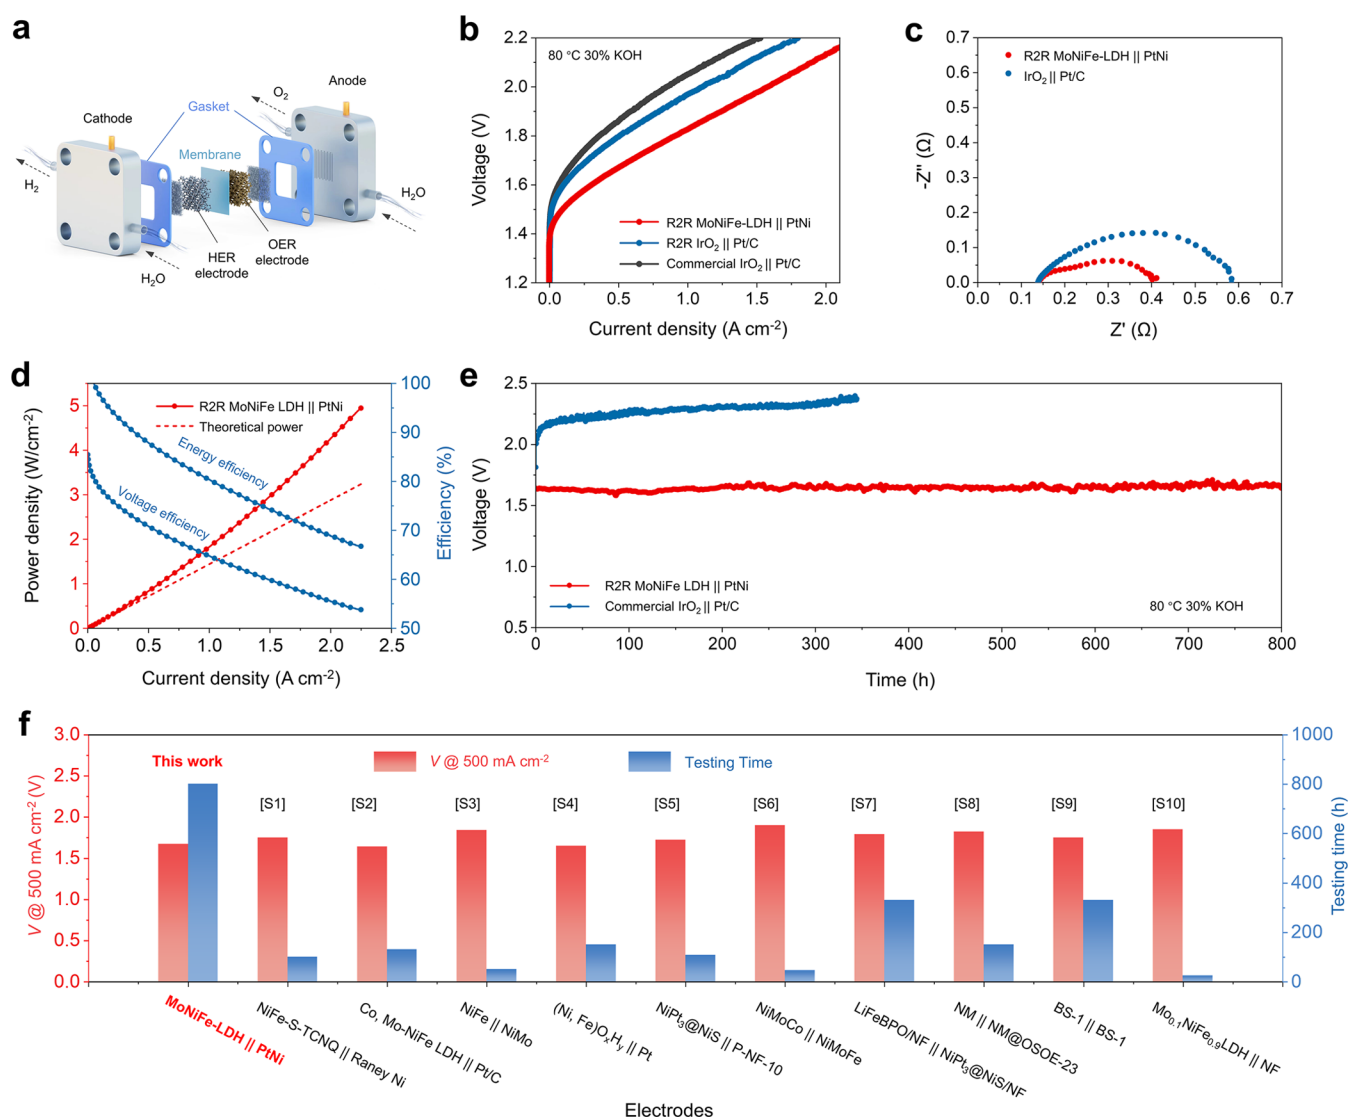 a
Cathode
Gasket
O2
Anode
Membrane
H2
H2O
HER
electrode
OER
electrode
H2O
b
80 °C 30% KOH
2.2
2.0
1.8
1.6
1.4
1.2
Voltage (V)
R2R MoNiFe-LDH || PtNi
R2R IrO2 || Pt/C
Commercial IrO2 || Pt/C
0.0 0.5 1.0 1.5 2.0
Current density (A cm-2)
c
0.7
0.6
0.5
0.4
0.3
0.2
0.1
0.0
-Z'' (Ω)
R2R MoNiFe-LDH || PtNi
IrO2 || Pt/C
0.0 0.1 0.2 0.3 0.4 0.5 0.6 0.7
Z' (Ω)
d
5
4
3
2
1
0
Power density (W/cm-2)
R2R MoNiFe LDH || PtNi
Theoretical power
Energy efficiency
Voltage efficiency
100
90
80
70
60
50
Efficiency (%)
0.0 0.5 1.0 1.5 2.0 2.5
Current density (A cm-2)
e
2.5
2.0
1.5
1.0
0.5
Voltage (V)
R2R MoNiFe LDH || PtNi
Commercial IrO2 || Pt/C
80 °C 30% KOH
0 100 200 300 400 500 600 700 800
Time (h)
f
3.0
2.5
2.0
1.5
1.0
0.5
0.0
V @ 500 mA cm-2 (V)
This work
V @ 500 mA cm-2
Testing Time
[S1] [S2] [S3] [S4] [S5] [S6] [S7] [S8] [S9] [S10]
1000
800
600
400
200
0
Testing time (h)
MoNiFe-LDH || PtNi
NiFe-S-TCNQ || Raney Ni
Co, Mo-NiFe LDH || Pt/C
NiFe || NiMo
(Ni, Fe)OxHy || Pt
NiPt3@NiS || P-NF-10
NiMoCo || NiMoFe
LiFeBPO/NF || NiPt3@NiS/NF
NM || NM@OSOE-23
BS-1 || BS-1
Mo0.1NiFe0.9LDH || NF
Electrodes